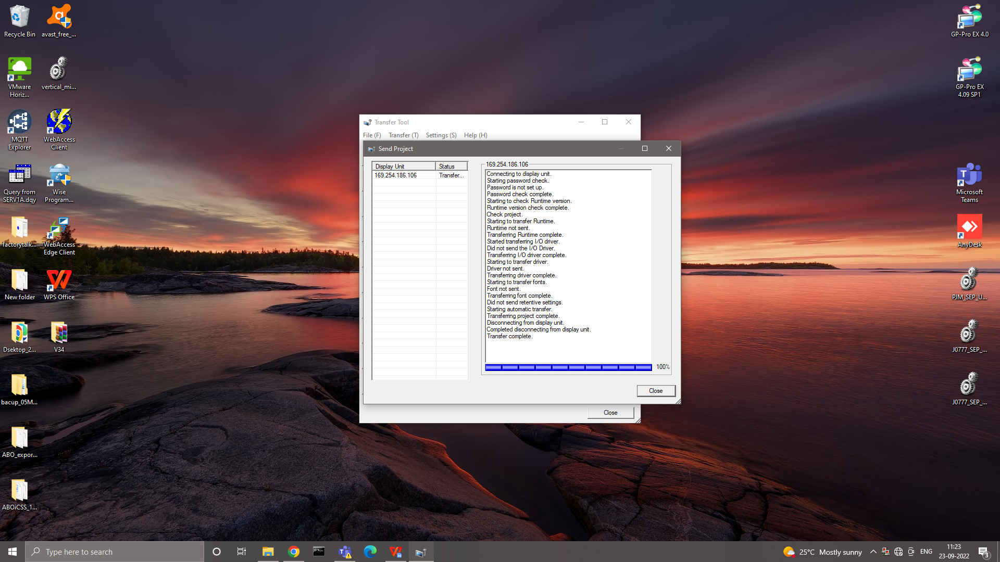 Recycle Bin
avast_free_...
VMware
Horiz...
vertical_mi...
MQTT
Explorer
WebAccess
Client
Query from
SERV1A.dqy
Wise
Program...
factorytalk...
WebAccess
Edge Client
New folder
WPS Office
Dsektop_2...
V34
bacup_05M...
ABO_expor...
ABOiCSS_1...
GP-Pro EX 4.0
GP-Pro EX
4.09 SP1
Microsoft
Teams
AnyDesk
PJM_SEP_U...
J0777_SEP_...
J0777_SEP_...
Transfer Tool
File (F) Transfer (T) Settings (S) Help (H)
Send Project
Display Unit Status
169.254.186.106 Transfer...
169.254.186.106
Connecting to display unit.
Starting password check.
Password is not set up.
Password check complete.
Starting to check Runtime version.
Runtime version check complete.
Check project.
Starting to transfer Runtime.
Runtime not sent.
Transferring Runtime complete.
Started transferring I/O driver.
Did not send the I/O Driver.
Transferring I/O driver complete.
Starting to transfer driver.
Driver not sent.
Transferring driver complete.
Starting to transfer fonts.
Font not sent.
Transferring font complete.
Did not send retentive settings.
Starting automatic transfer.
Transferring project complete.
Disconnecting from display unit.
Completed disconnecting from display unit.
Transfer complete.
100%
Close
Close
Type here to search
25°C Mostly sunny
ENG
11:23
23-09-2022
3